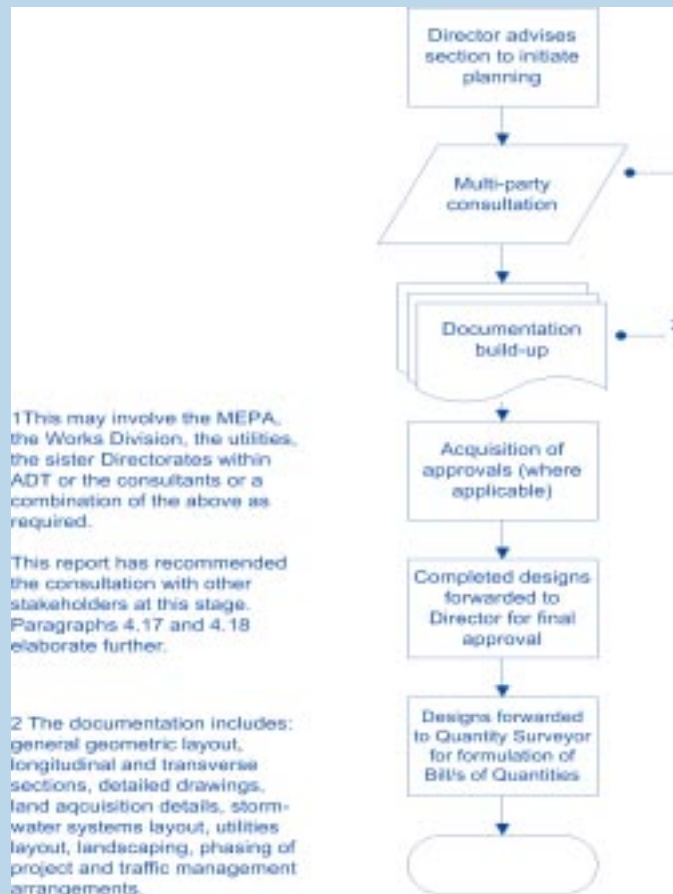 Director advises
section to initiate
planning
Multi-party
consultation
Documentation
build-up
Acquisition of
approvals (where
applicable)
Completed designs
forwarded to
Director for final
approval
Designs forwarded
to Quantity Surveyor
for formulation of
Bill/s of Quantities
1This may involve the MEPA,
the Works Division, the utilities,
the sister Directorates within
ADT or the consultants or a
combination of the above as
required.
This report has recommended
the consultation with other
stakeholders at this stage.
Paragraphs 4.17 and 4.18
elaborate further.
2 The documentation includes:
general geometric layout,
longitudinal and transverse
sections, detailed drawings,
land aqcuisition details, storm-
water systems layout, utilities
layout, landscaping, phasing of
project and traffic management
arrangements.